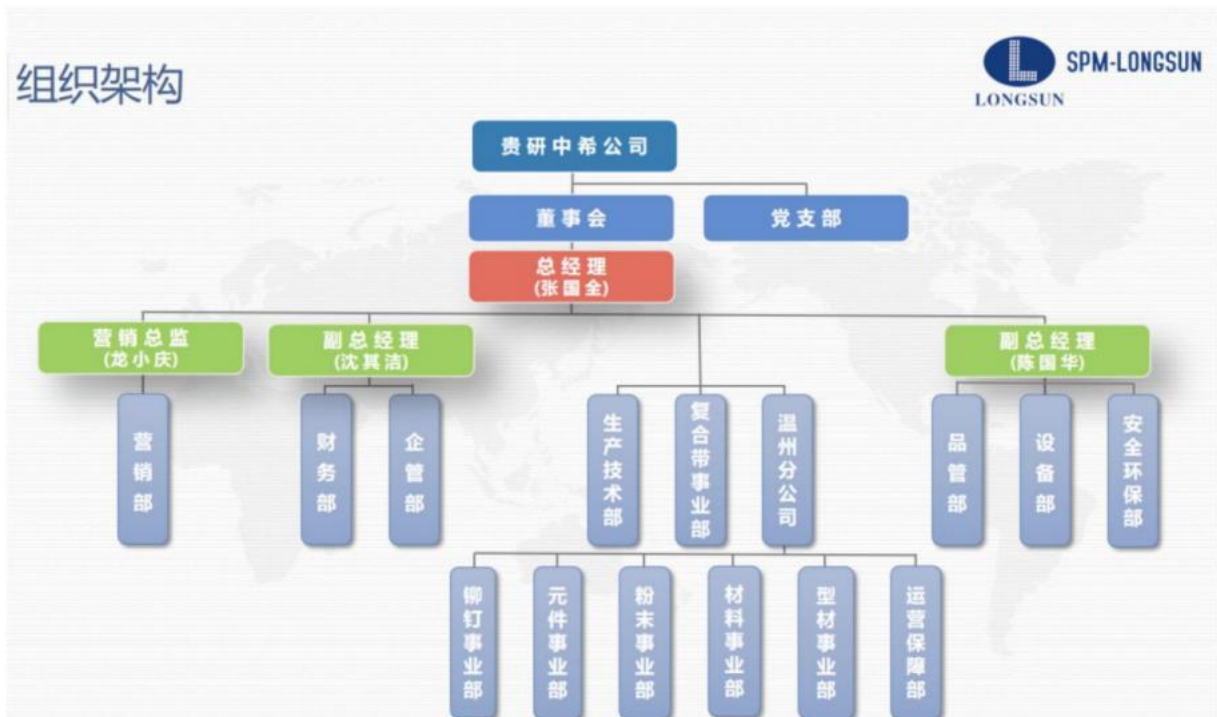 组织架构
SPM-LONGSUN
LONGSUN
贵研中希公司
董事会
党支部
总经理
(张国全)
营销总监
(龙小庆)
副总经理
(沈其洁)
副总经理
(陈国华)
营销部
财务部
企管部
生产技术部
复合带事业部
温州分公司
品管部
设备部
安全环保部
铆钉事业部
元件事业部
粉末事业部
材料事业部
型材事业部
运营保障部